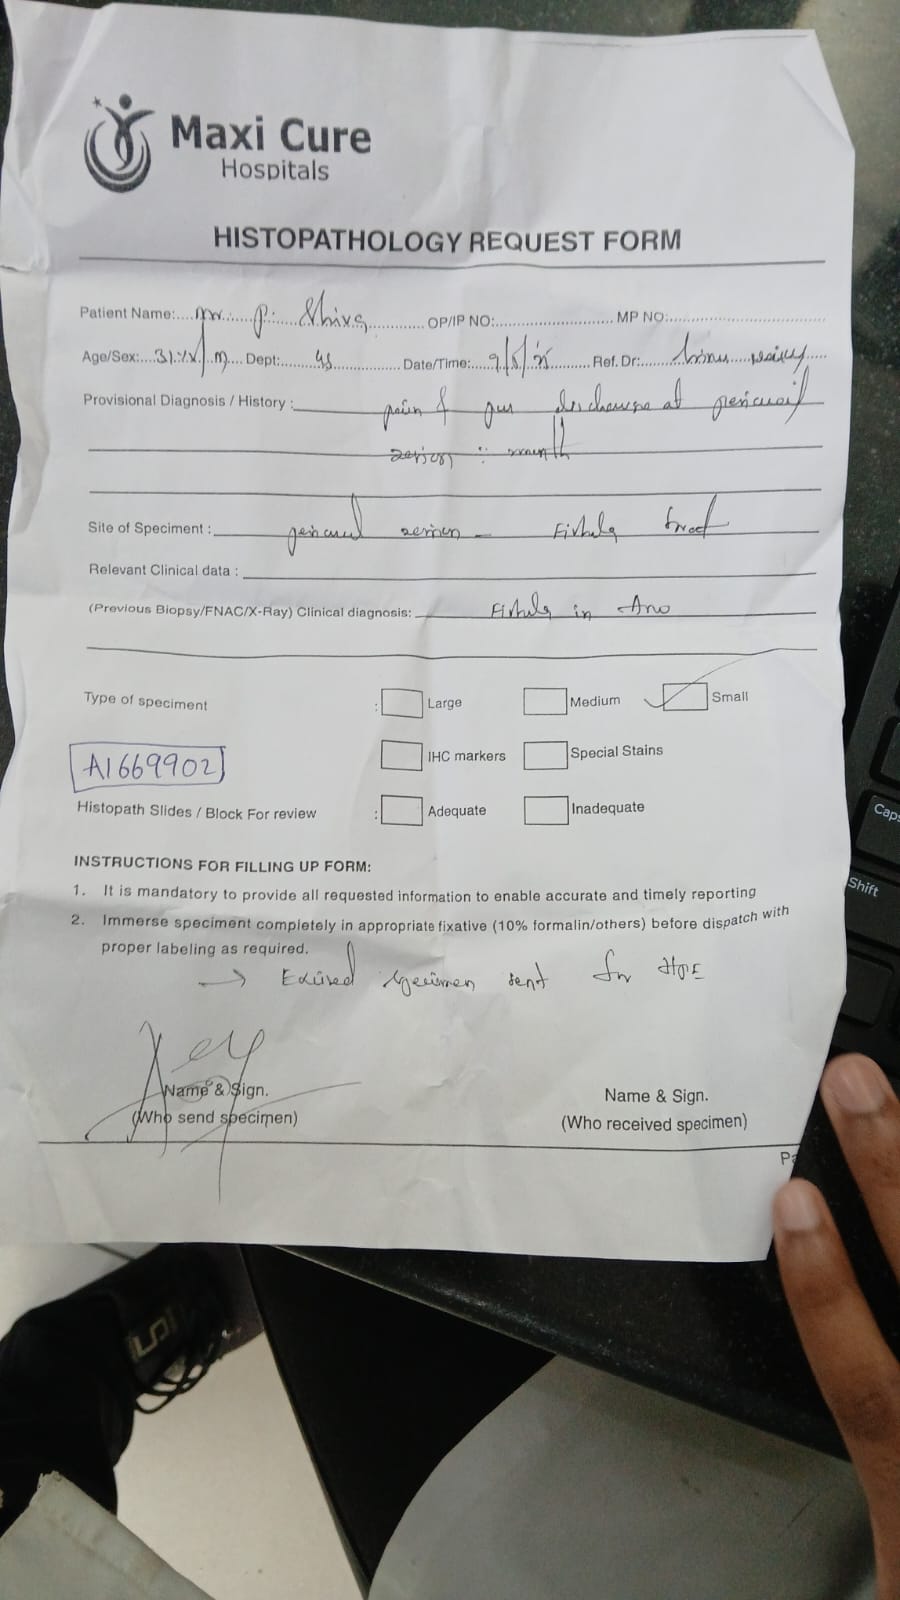 Maxi Cure
Hospitals
HISTOPATHOLOGY REQUEST FORM
Patient Name:....Mr. P. Shiva............OP/IP NO:..........................MP NO:..........................
Age/Sex:...31.Y/M...Dept:..............Date/Time:...9/5/25.........Ref. Dr:..............
Provisional Diagnosis / History : pain & pus discharge at perianal
region : month
Site of Speciment : perianal region - Fistula tract
Relevant Clinical data :
(Previous Biopsy/FNAC/X-Ray) Clinical diagnosis: Fistula in Ano
Type of speciment : Large Medium Small
A1669902
IHC markers Special Stains
Histopath Slides / Block For review : Adequate Inadequate
INSTRUCTIONS FOR FILLING UP FORM:
1. It is mandatory to provide all requested information to enable accurate and timely reporting
2. Immerse speciment completely in appropriate fixative (10% formalin/others) before dispatch with
proper labeling as required.
→ Excised specimen sent for HPE
Name & Sign. Name & Sign.
(Who send specimen) (Who received specimen)
Caps
Shift